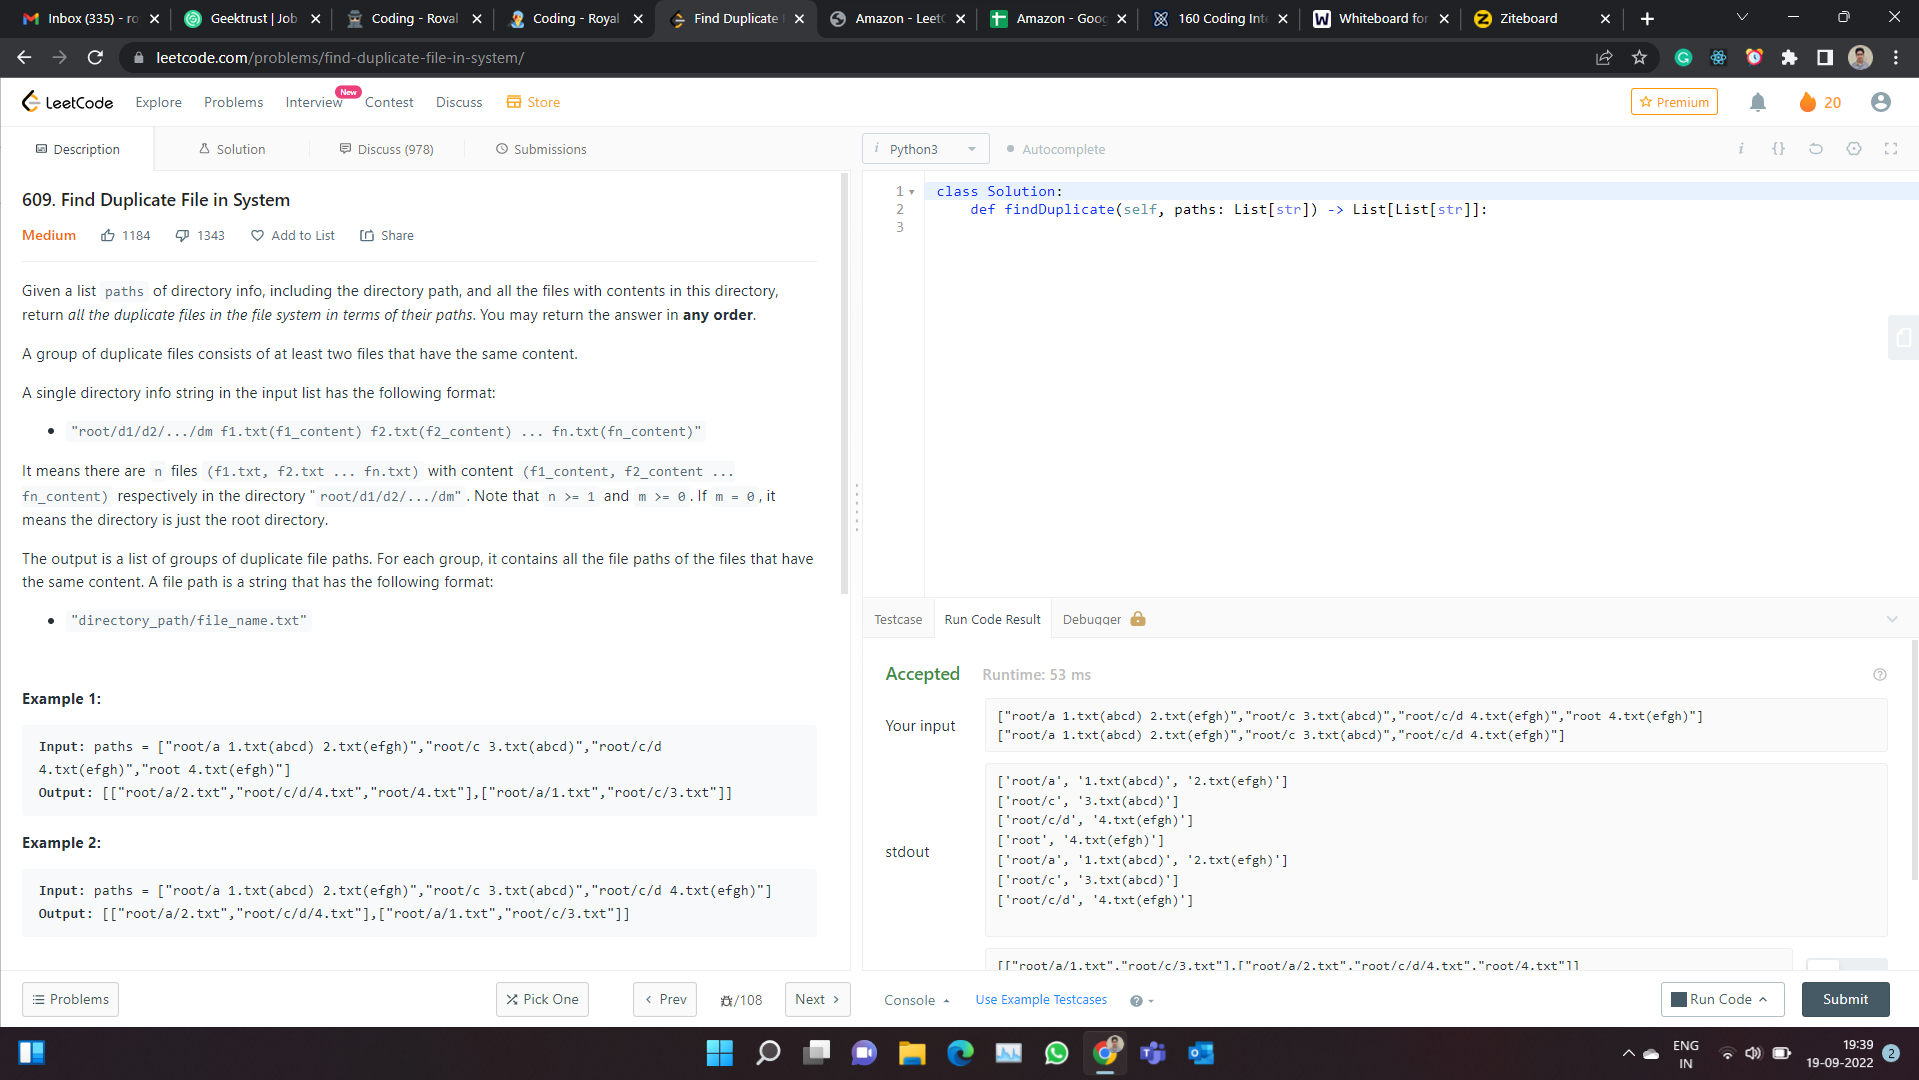 Inbox (335) - ro
Geektrust | Job
Coding - Royal
Coding - Royal
Find Duplicate
Amazon - Leet
Amazon - Goog
160 Coding Inte
Whiteboard for
Ziteboard
leetcode.com/problems/find-duplicate-file-in-system/
LeetCode
Explore
Problems
Interview
New
Contest
Discuss
Store
Premium
20
Description
Solution
Discuss (978)
Submissions
i Python3
Autocomplete
i {}
609. Find Duplicate File in System
Medium 1184 1343 Add to List Share
Given a list paths of directory info, including the directory path, and all the files with contents in this directory,
return all the duplicate files in the file system in terms of their paths. You may return the answer in any order.
A group of duplicate files consists of at least two files that have the same content.
A single directory info string in the input list has the following format:
• "root/d1/d2/.../dm f1.txt(f1_content) f2.txt(f2_content) ... fn.txt(fn_content)"
It means there are n files (f1.txt, f2.txt ... fn.txt) with content (f1_content, f2_content ...
fn_content) respectively in the directory "root/d1/d2/.../dm". Note that n >= 1 and m >= 0. If m = 0, it
means the directory is just the root directory.
The output is a list of groups of duplicate file paths. For each group, it contains all the file paths of the files that have
the same content. A file path is a string that has the following format:
• "directory_path/file_name.txt"
Example 1:
Input: paths = ["root/a 1.txt(abcd) 2.txt(efgh)","root/c 3.txt(abcd)","root/c/d
4.txt(efgh)","root 4.txt(efgh)"]
Output: [["root/a/2.txt","root/c/d/4.txt","root/4.txt"],["root/a/1.txt","root/c/3.txt"]]
Example 2:
Input: paths = ["root/a 1.txt(abcd) 2.txt(efgh)","root/c 3.txt(abcd)","root/c/d 4.txt(efgh)"]
Output: [["root/a/2.txt","root/c/d/4.txt"],["root/a/1.txt","root/c/3.txt"]]
1 class Solution:
2 def findDuplicate(self, paths: List[str]) -> List[List[str]]:
3
Testcase
Run Code Result
Debugger
Accepted Runtime: 53 ms
Your input
["root/a 1.txt(abcd) 2.txt(efgh)","root/c 3.txt(abcd)","root/c/d 4.txt(efgh)","root 4.txt(efgh)"]
["root/a 1.txt(abcd) 2.txt(efgh)","root/c 3.txt(abcd)","root/c/d 4.txt(efgh)"]
stdout
['root/a', '1.txt(abcd)', '2.txt(efgh)']
['root/c', '3.txt(abcd)']
['root/c/d', '4.txt(efgh)']
['root', '4.txt(efgh)']
['root/a', '1.txt(abcd)', '2.txt(efgh)']
['root/c', '3.txt(abcd)']
['root/c/d', '4.txt(efgh)']
[["root/a/1.txt","root/c/3.txt"],["root/a/2.txt","root/c/d/4.txt","root/4.txt"]]
Problems
Pick One
Prev
/108
Next
Console
Use Example Testcases
Run Code
Submit
ENG
IN
19:39
19-09-2022
2